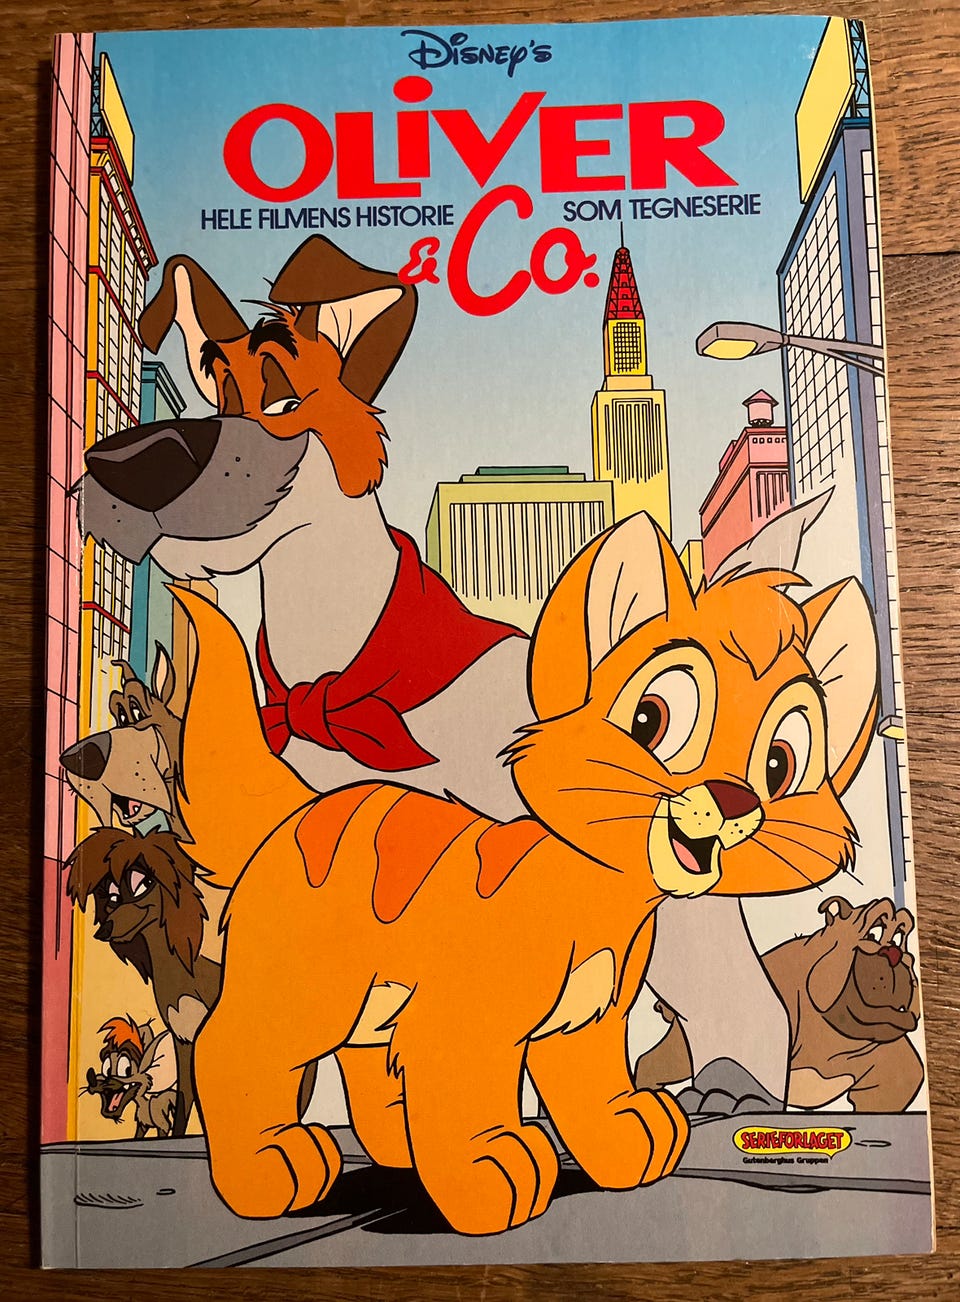 Disney's
OLiVER
HELE FILMENS HISTORIE SOM TEGNESERIE
& Co.
SERIEFORLAGET
Gutenberghus Gruppen